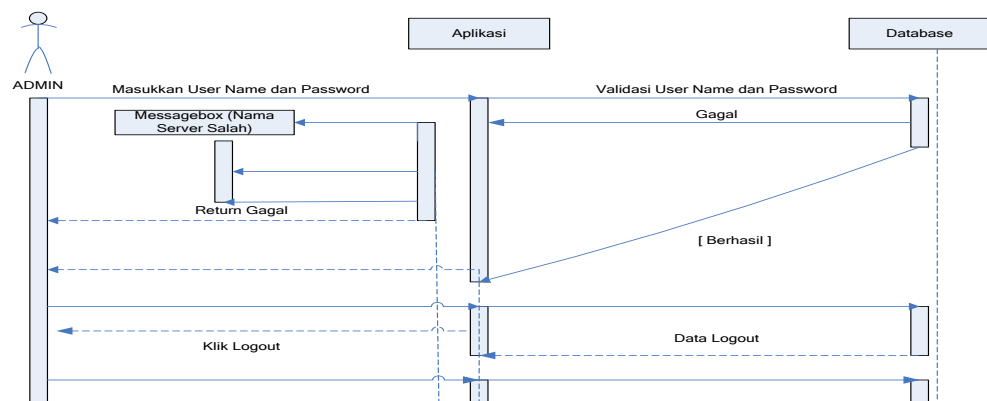 Aplikasi
Database
ADMIN
Masukkan User Name dan Password
Validasi User Name dan Password
Messagebox (Nama
Server Salah)
Gagal
Return Gagal
[ Berhasil ]
Klik Logout
Data Logout